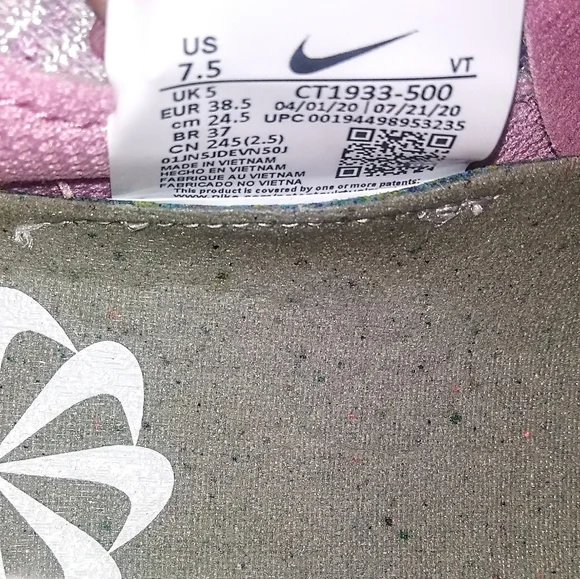 US
7.5
VT
UK 5
CT1933-500
EUR 38.5
04/01/20 | 07/21/20
cm 24.5
UPC 00194498953235
BR 37
CN 245(2.5)
01JN5JDEVN50J
MADE IN VIETNAM
HECHO EN VIETNAM
FABRIQUE AU VIETNAM
FABRICADO NO VIETNA
This product is covered by one or more patents: